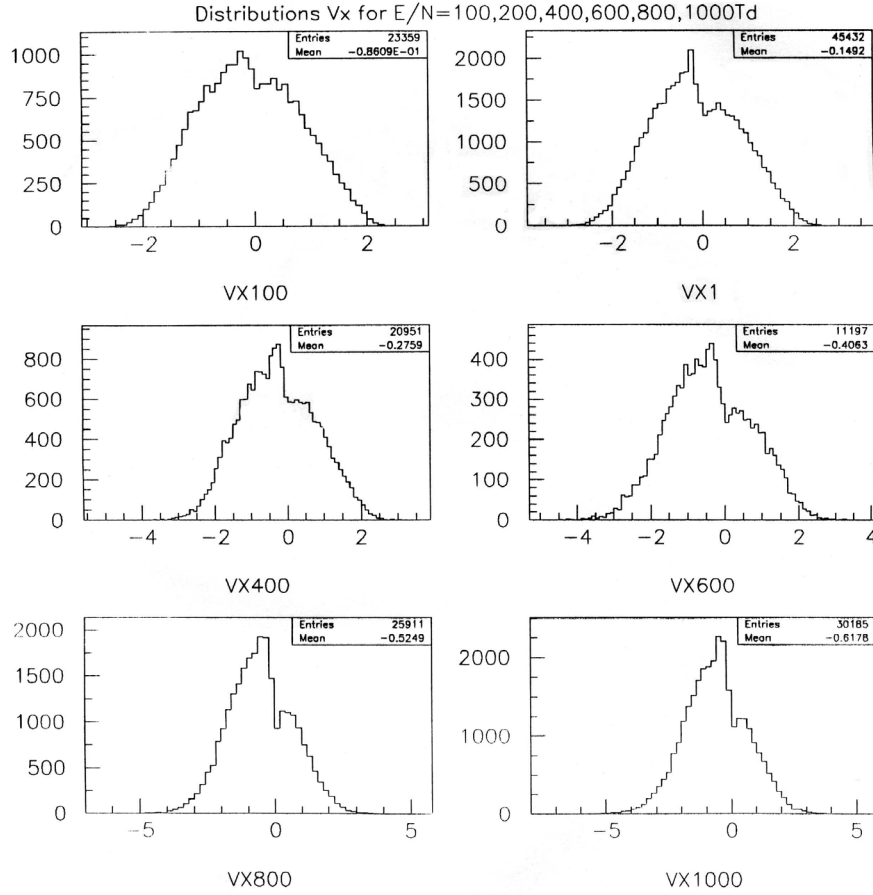 Distributions Vx for E/N=100,200,400,600,800,1000Td
Entries 23359
Mean -0.8609E-01
1000
750
500
250
0
-2 0 2
VX100
Entries 45432
Mean -0.1492
2000
1500
1000
500
0
-2 0 2
VX1
Entries 20951
Mean -0.2759
800
600
400
200
0
-4 -2 0 2
VX400
Entries 11197
Mean -0.4063
400
300
200
100
0
-4 -2 0 2 4
VX600
Entries 25911
Mean -0.5249
2000
1500
1000
500
0
-5 0 5
VX800
Entries 30185
Mean -0.6178
2000
1000
0
-5 0 5
VX1000